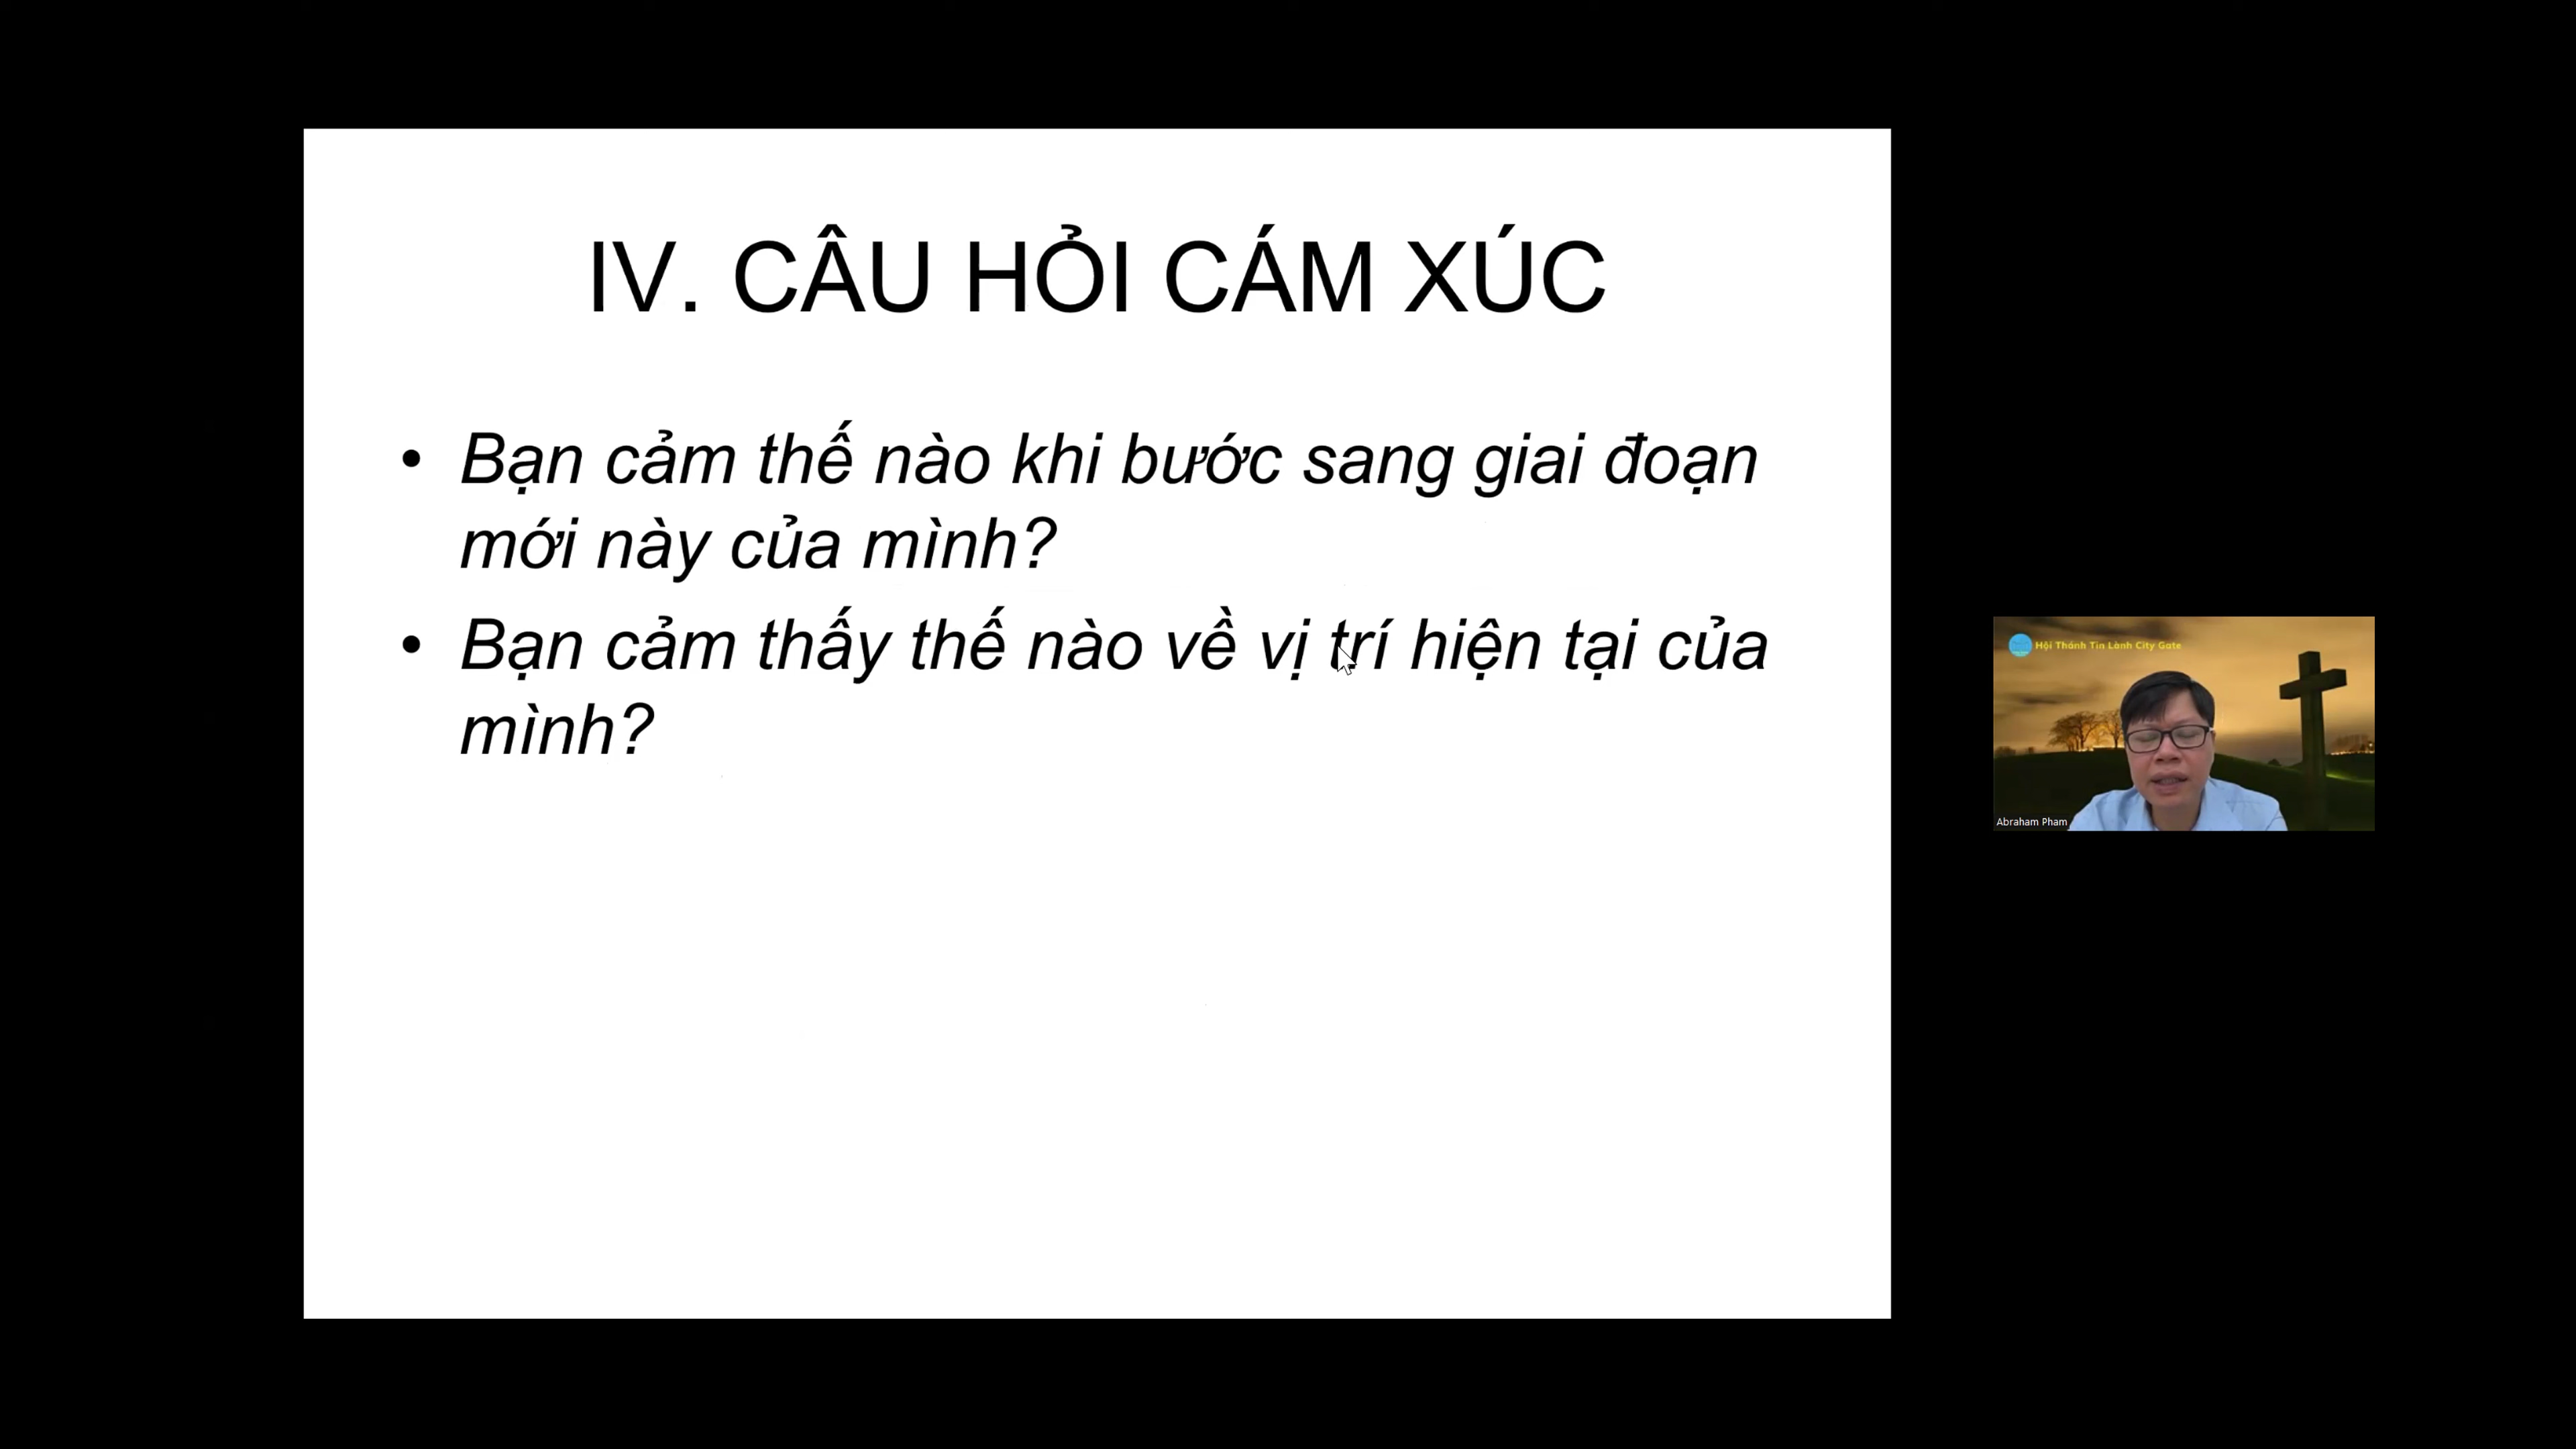 IV. CÂU HỎI CÁM XÚC
• Bạn cảm thế nào khi bước sang giai đoạn
mới này của mình?
• Bạn cảm thấy thế nào về vị trí hiện tại của
mình?
Hội Thánh Tin Lành City Gate
Abraham Pham